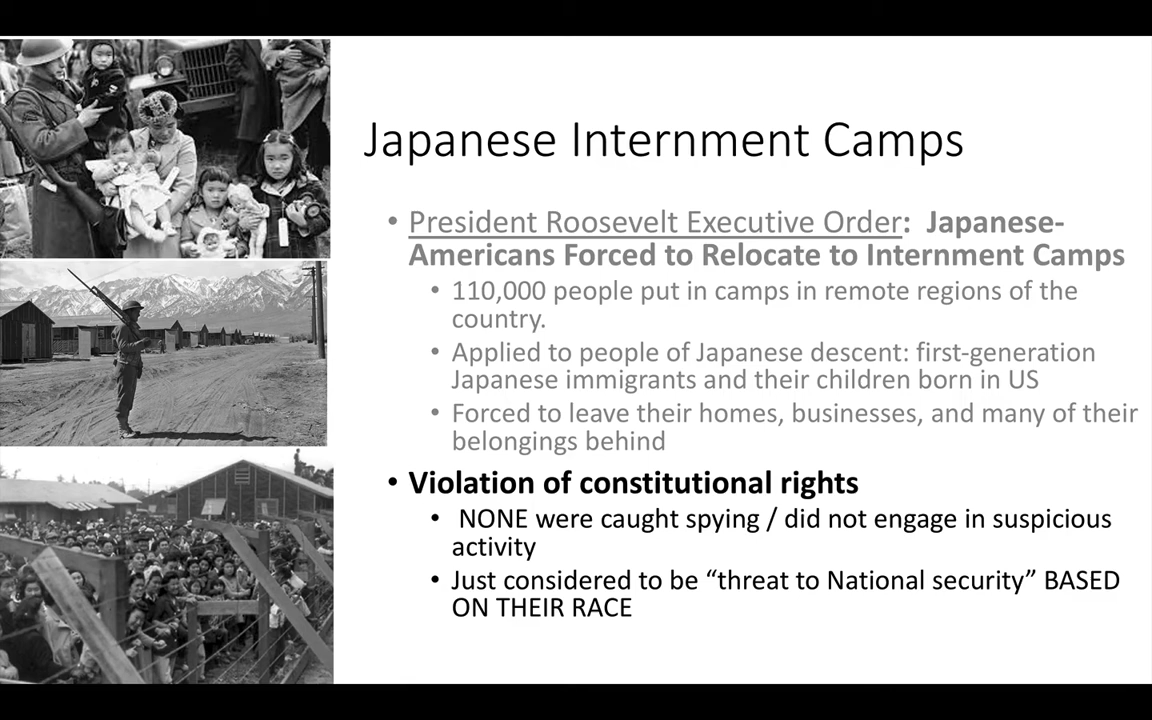 Japanese Internment Camps
• President Roosevelt Executive Order: Japanese-
Americans Forced to Relocate to Internment Camps
• 110,000 people put in camps in remote regions of the
country.
• Applied to people of Japanese descent: first-generation
Japanese immigrants and their children born in US
• Forced to leave their homes, businesses, and many of their
belongings behind
• Violation of constitutional rights
• NONE were caught spying / did not engage in suspicious
activity
• Just considered to be “threat to National security” BASED
ON THEIR RACE